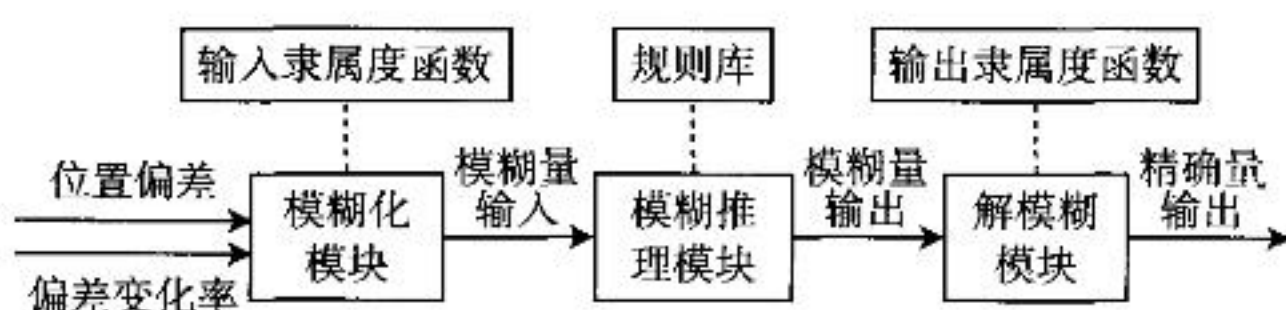 输入隶属度函数
规则库
输出隶属度函数
位置偏差
偏差变化率
模糊化
模块
模糊量
输入
模糊推
理模块
模糊量
输出
解模糊
模块
精确量
输出